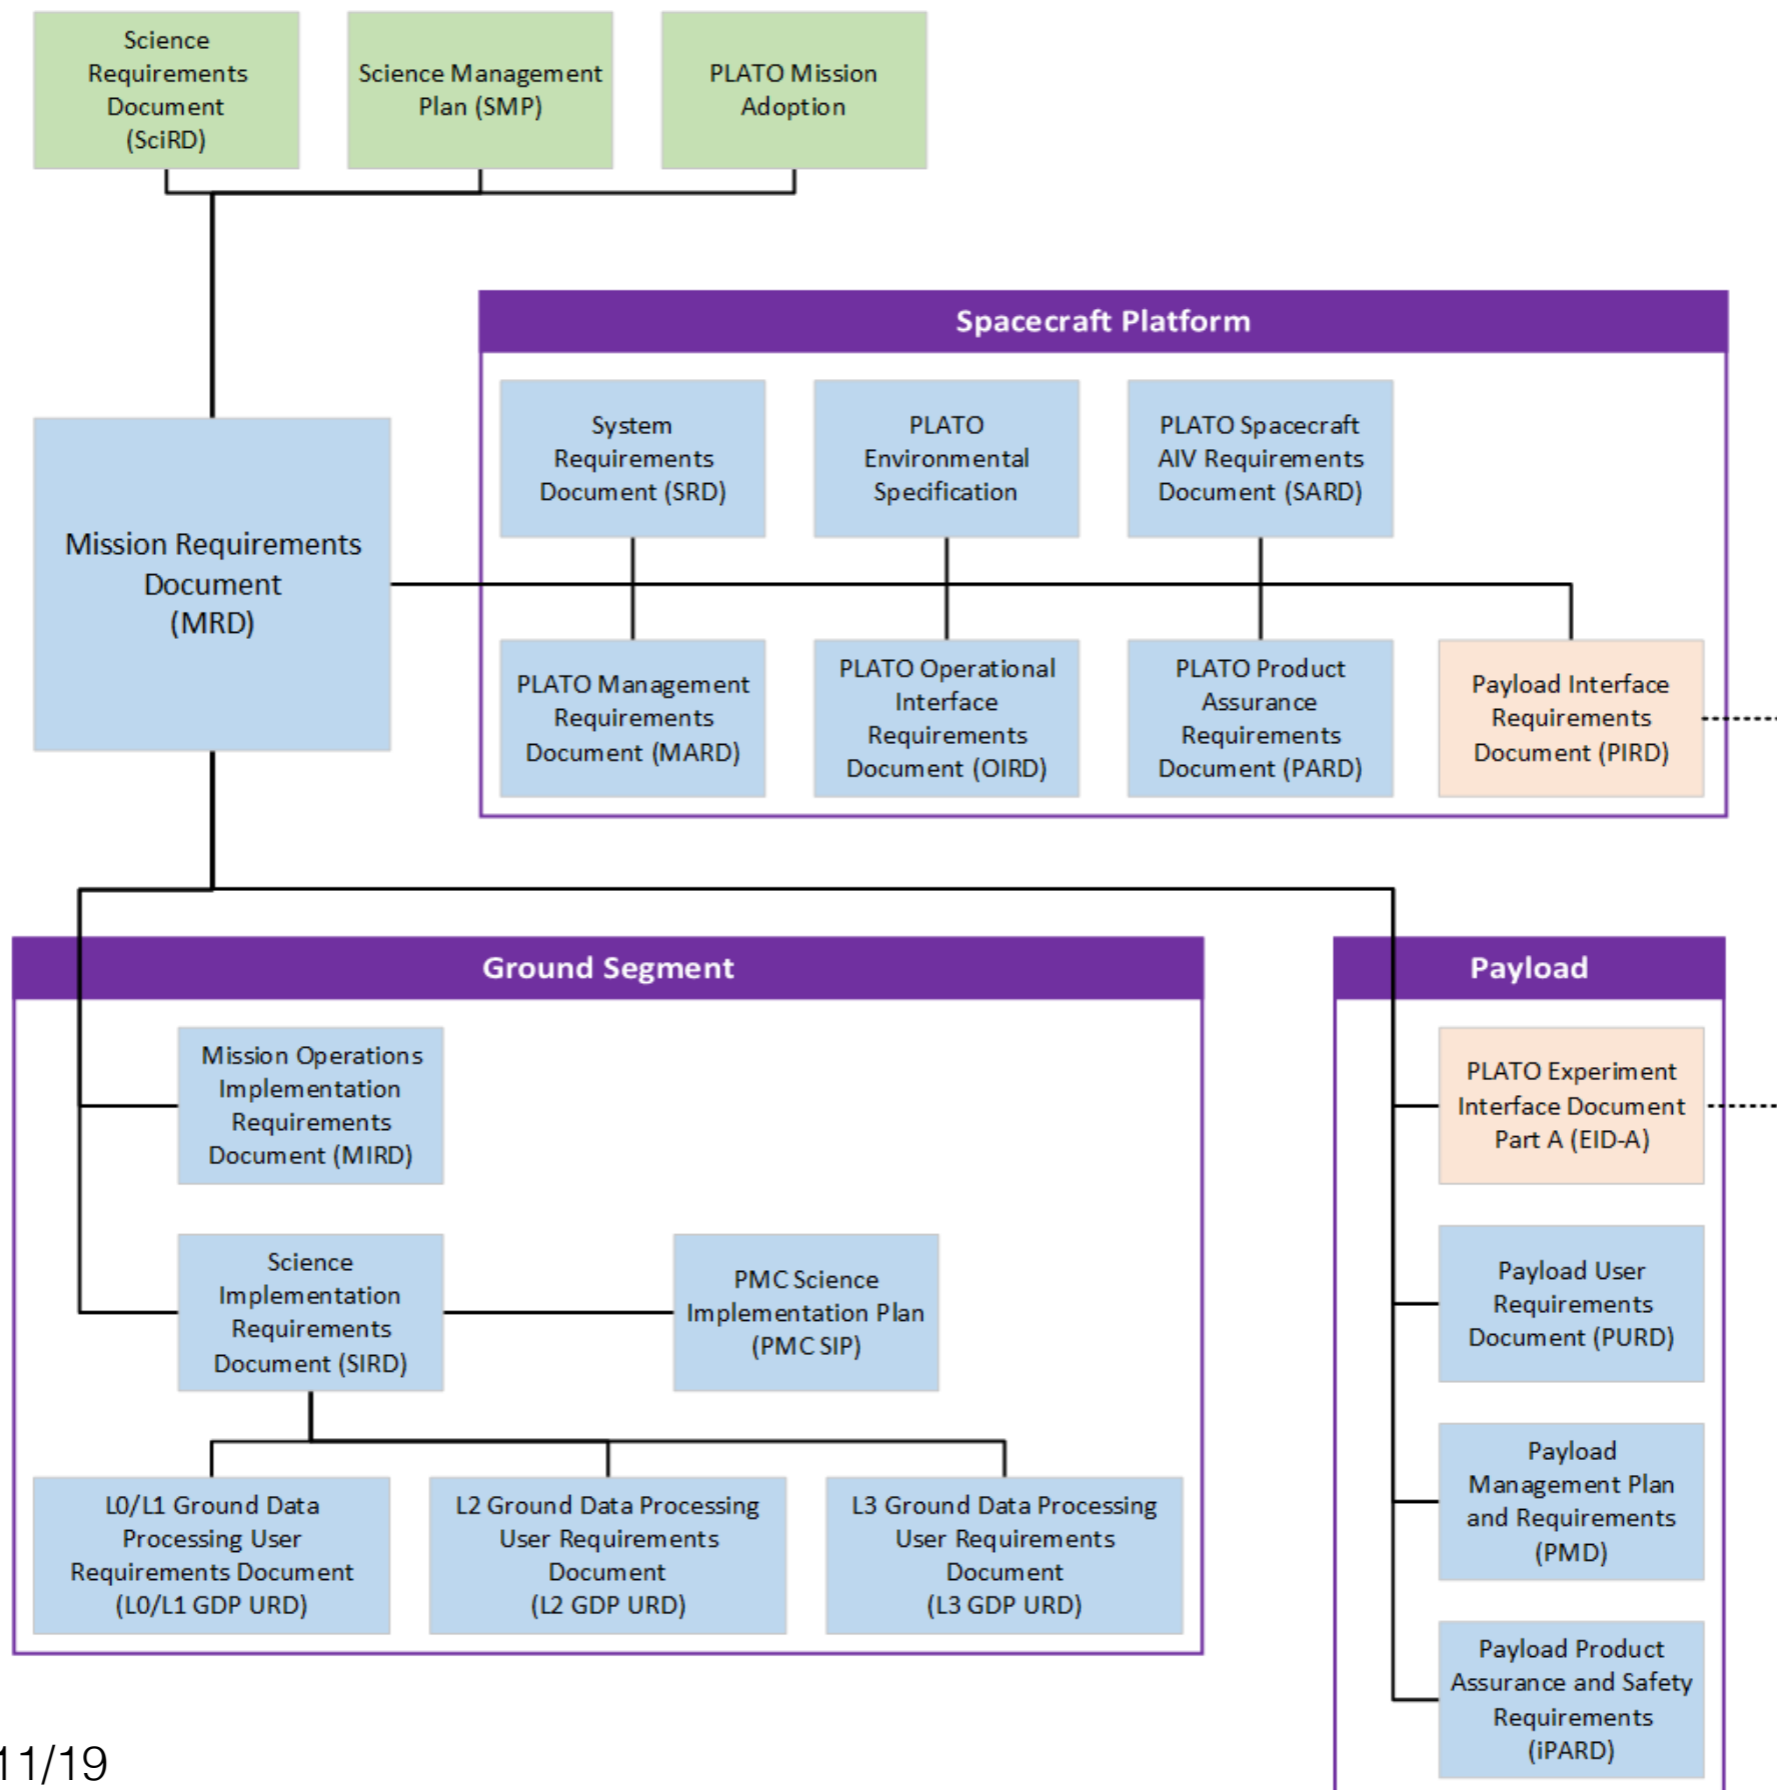 Science
Requirements
Document
(SciRD)
Science Management
Plan (SMP)
PLATO Mission
Adoption
Spacecraft Platform
System
Requirements
Document (SRD)
PLATO
Environmental
Specification
PLATO Spacecraft
AIV Requirements
Document (SARD)
Mission Requirements
Document
(MRD)
PLATO Management
Requirements
Document (MARD)
PLATO Operational
Interface
Requirements
Document (OIRD)
PLATO Product
Assurance
Requirements
Document (PARD)
Payload Interface
Requirements
Document (PIRD)
Ground Segment
Mission Operations
Implementation
Requirements
Document (MIRD)
Science
Implementation
Requirements
Document (SIRD)
PMC Science
Implementation Plan
(PMC SIP)
L0/L1 Ground Data
Processing User
Requirements Document
(L0/L1 GDP URD)
L2 Ground Data Processing
User Requirements
Document
(L2 GDP URD)
L3 Ground Data Processing
User Requirements
Document
(L3 GDP URD)
Payload
PLATO Experiment
Interface Document
Part A (EID-A)
Payload User
Requirements
Document (PURD)
Payload
Management Plan
and Requirements
(PMD)
Payload Product
Assurance and Safety
Requirements
(iPARD)
11/19